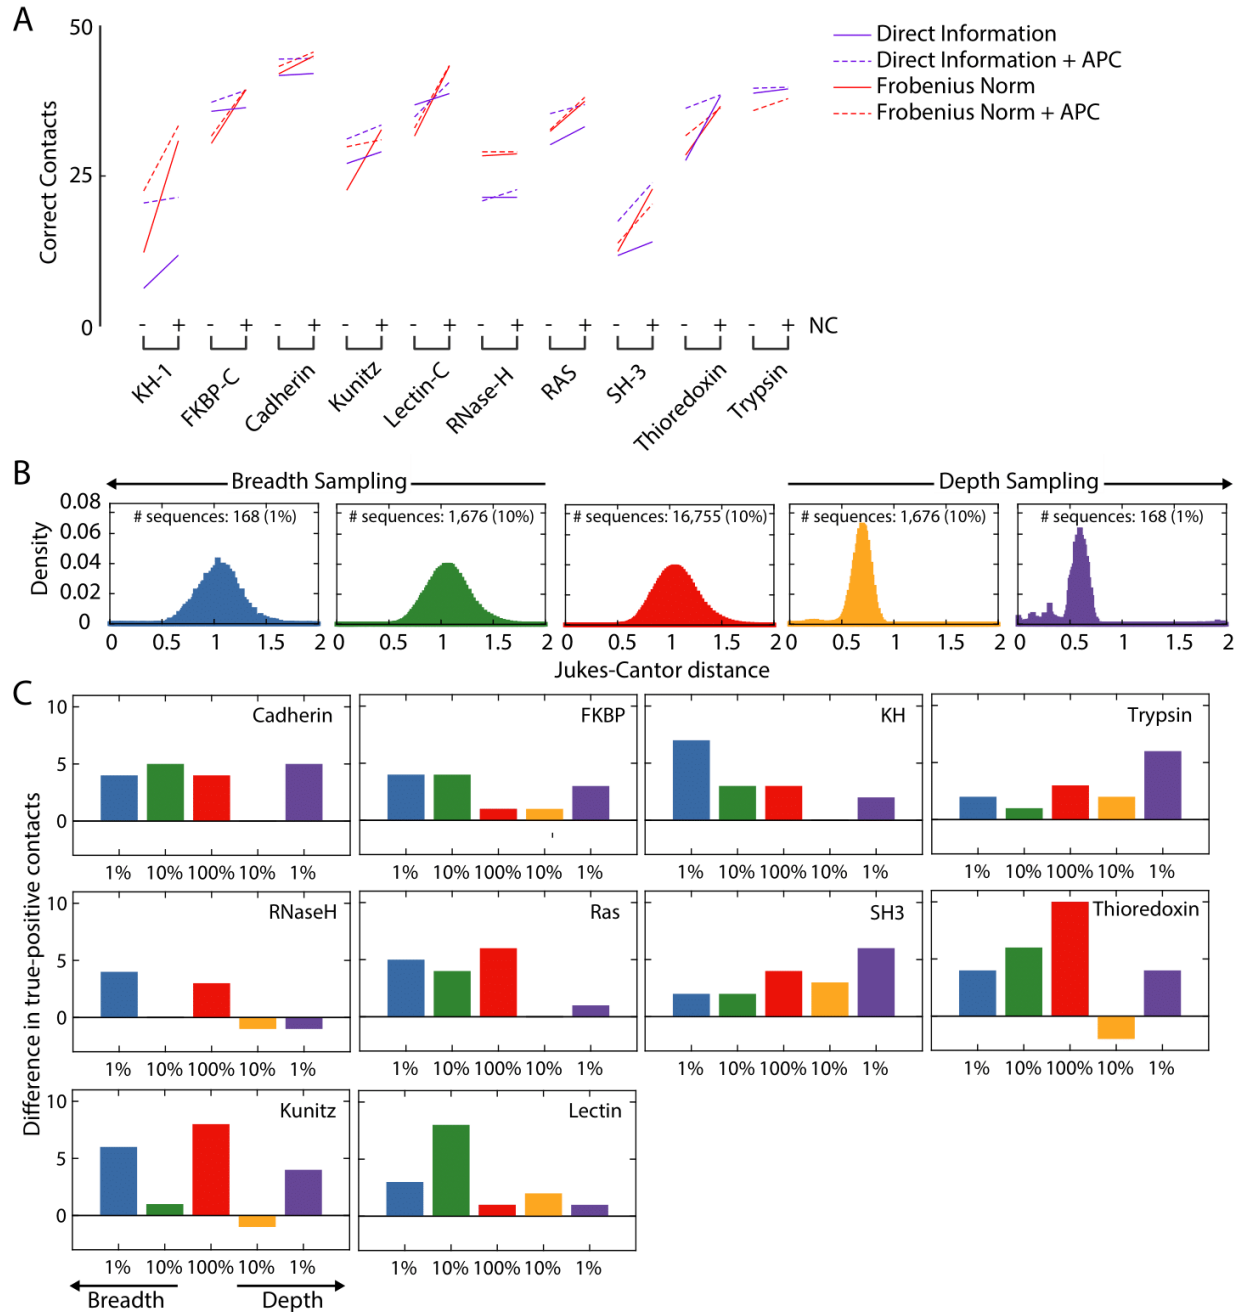 A
50
25
0
Correct Contacts
Direct Information
Direct Information + APC
Frobenius Norm
Frobenius Norm + APC
- + - + - + - + - + - + - + - + - + - + NC
KH-1
FKBP-C
Cadherin
Kunitz
Lectin-C
RNase-H
RAS
SH-3
Thioredoxin
Trypsin
B
Breadth Sampling
Depth Sampling
0.08
0.06
0.04
0.02
0
Density
# sequences: 168 (1%)
# sequences: 1,676 (10%)
# sequences: 16,755 (10%)
# sequences: 1,676 (10%)
# sequences: 168 (1%)
0 0.5 1 1.5 2
0 0.5 1 1.5 2
0 0.5 1 1.5 2
0 0.5 1 1.5 2
0 0.5 1 1.5 2
Jukes-Cantor distance
C
Difference in true-positive contacts
10
5
0
Cadherin
FKBP
KH
Trypsin
1% 10% 100% 10% 1%
1% 10% 100% 10% 1%
1% 10% 100% 10% 1%
1% 10% 100% 10% 1%
10
5
0
RNaseH
Ras
SH3
Thioredoxin
1% 10% 100% 10% 1%
1% 10% 100% 10% 1%
1% 10% 100% 10% 1%
1% 10% 100% 10% 1%
10
5
0
Kunitz
Lectin
1% 10% 100% 10% 1%
1% 10% 100% 10% 1%
Breadth
Depth